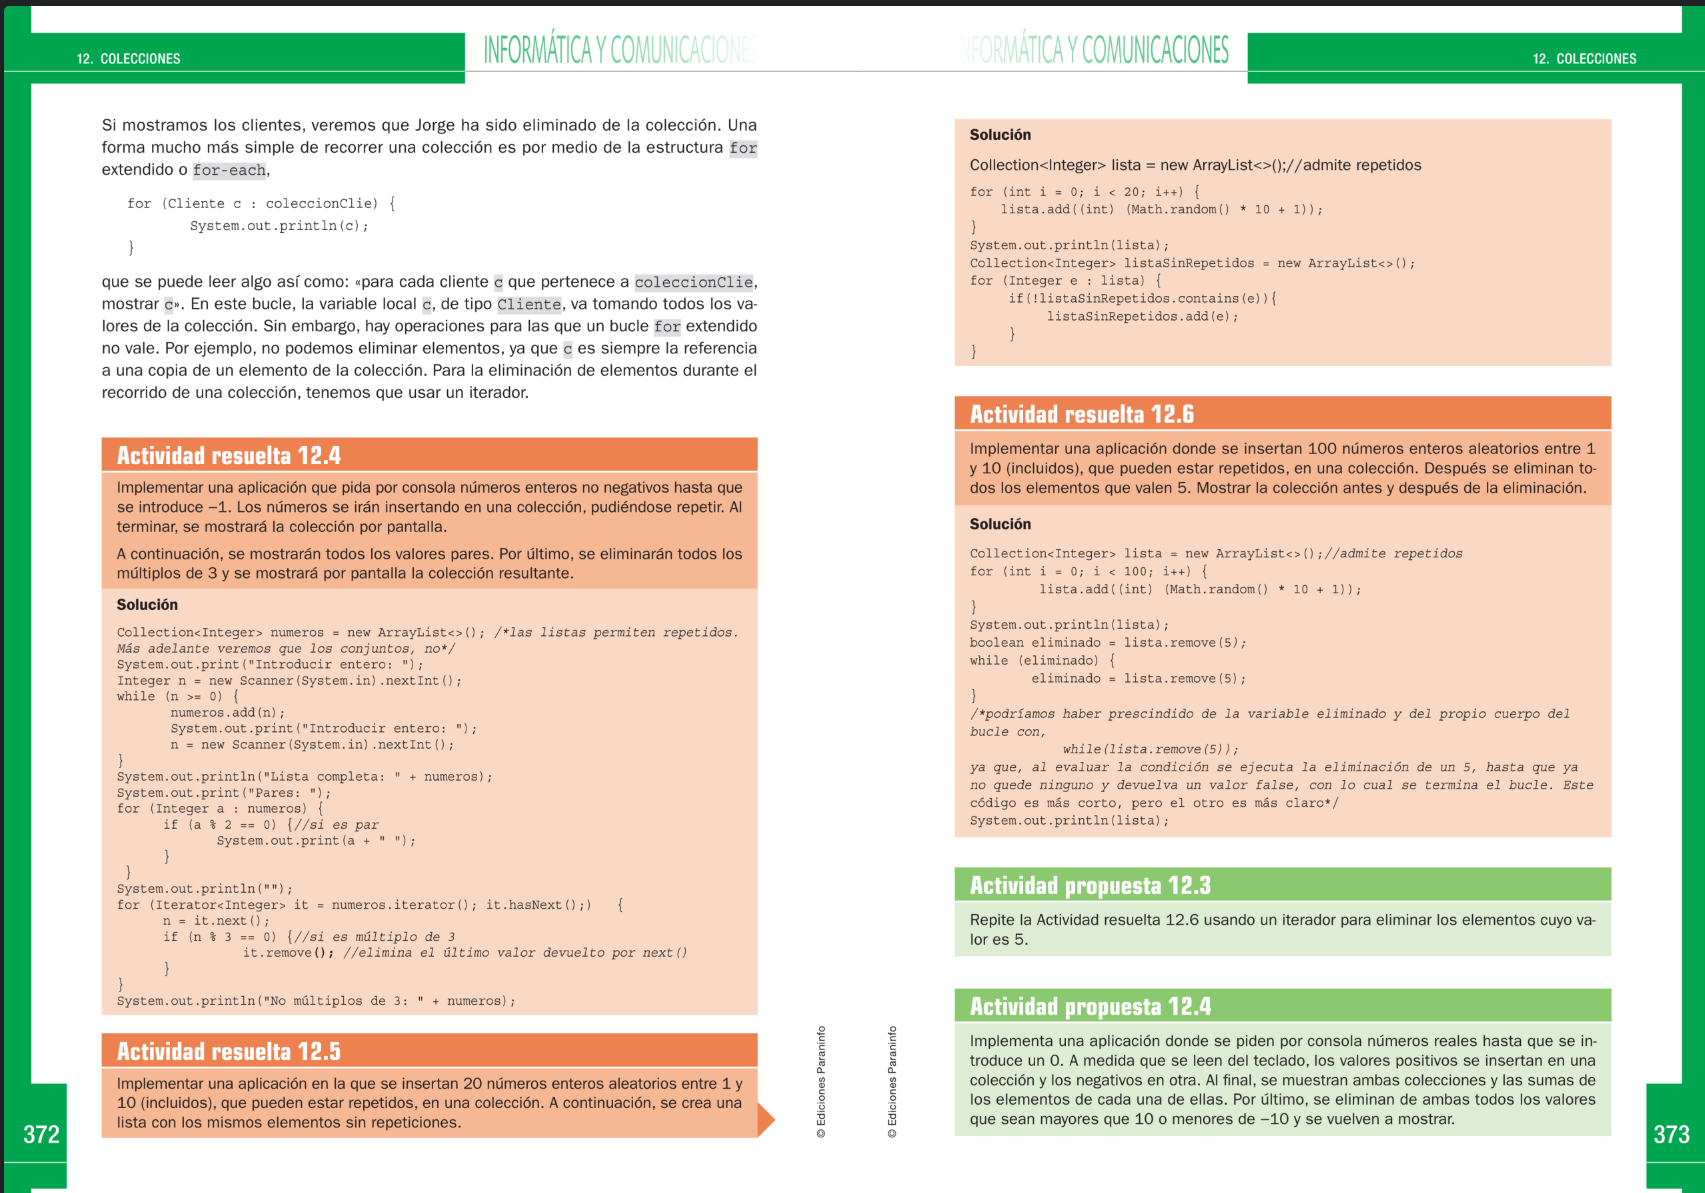 12. COLECCIONES
INFORMÁTICA Y COMUNICACIONES
Si mostramos los clientes, veremos que Jorge ha sido eliminado de la colección. Una
forma mucho más simple de recorrer una colección es por medio de la estructura for
extendido o for-each,
for (Cliente c : coleccionClie) {
System.out.println(c);
}
que se puede leer algo así como: «para cada cliente c que pertenece a coleccionClie,
mostrar c». En este bucle, la variable local c, de tipo Cliente, va tomando todos los va-
lores de la colección. Sin embargo, hay operaciones para las que un bucle for extendido
no vale. Por ejemplo, no podemos eliminar elementos, ya que c es siempre la referencia
a una copia de un elemento de la colección. Para la eliminación de elementos durante el
recorrido de una colección, tenemos que usar un iterador.
Actividad resuelta 12.4
Implementar una aplicación que pida por consola números enteros no negativos hasta que
se introduce −1. Los números se irán insertando en una colección, pudiéndose repetir. Al
terminar, se mostrará la colección por pantalla.
A continuación, se mostrarán todos los valores pares. Por último, se eliminarán todos los
múltiplos de 3 y se mostrará por pantalla la colección resultante.
Solución
Collection<Integer> numeros = new ArrayList<>(); /*las listas permiten repetidos.
Más adelante veremos que los conjuntos, no*/
System.out.print("Introducir entero: ");
Integer n = new Scanner(System.in).nextInt();
while (n >= 0) {
numeros.add(n);
System.out.print("Introducir entero: ");
n = new Scanner(System.in).nextInt();
}
System.out.println("Lista completa: " + numeros);
System.out.print("Pares: ");
for (Integer a : numeros) {
if (a % 2 == 0) {//si es par
System.out.print(a + " ");
}
}
System.out.println("");
for (Iterator<Integer> it = numeros.iterator(); it.hasNext();) {
n = it.next();
if (n % 3 == 0) {//si es múltiplo de 3
it.remove(); //elimina el último valor devuelto por next()
}
}
System.out.println("No múltiplos de 3: " + numeros);
Actividad resuelta 12.5
Implementar una aplicación en la que se insertan 20 números enteros aleatorios entre 1 y
10 (incluidos), que pueden estar repetidos, en una colección. A continuación, se crea una
lista con los mismos elementos sin repeticiones.
372
© Ediciones Paraninfo
NFORMÁTICA Y COMUNICACIONES
12. COLECCIONES
Solución
Collection<Integer> lista = new ArrayList<>();//admite repetidos
for (int i = 0; i < 20; i++) {
lista.add((int) (Math.random() * 10 + 1));
}
System.out.println(lista);
Collection<Integer> listaSinRepetidos = new ArrayList<>();
for (Integer e : lista) {
if(!listaSinRepetidos.contains(e)){
listaSinRepetidos.add(e);
}
}
Actividad resuelta 12.6
Implementar una aplicación donde se insertan 100 números enteros aleatorios entre 1
y 10 (incluidos), que pueden estar repetidos, en una colección. Después se eliminan to-
dos los elementos que valen 5. Mostrar la colección antes y después de la eliminación.
Solución
Collection<Integer> lista = new ArrayList<>();//admite repetidos
for (int i = 0; i < 100; i++) {
lista.add((int) (Math.random() * 10 + 1));
}
System.out.println(lista);
boolean eliminado = lista.remove(5);
while (eliminado) {
eliminado = lista.remove(5);
}
/*podríamos haber prescindido de la variable eliminado y del propio cuerpo del
bucle con,
while(lista.remove(5));
ya que, al evaluar la condición se ejecuta la eliminación de un 5, hasta que ya
no quede ninguno y devuelva un valor false, con lo cual se termina el bucle. Este
código es más corto, pero el otro es más claro*/
System.out.println(lista);
Actividad propuesta 12.3
Repite la Actividad resuelta 12.6 usando un iterador para eliminar los elementos cuyo va-
lor es 5.
Actividad propuesta 12.4
Implementa una aplicación donde se piden por consola números reales hasta que se in-
troduce un 0. A medida que se leen del teclado, los valores positivos se insertan en una
colección y los negativos en otra. Al final, se muestran ambas colecciones y las sumas de
los elementos de cada una de ellas. Por último, se eliminan de ambas todos los valores
que sean mayores que 10 o menores de −10 y se vuelven a mostrar.
© Ediciones Paraninfo
373